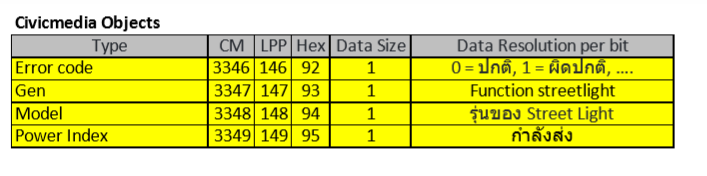 Civicmedia Objects
Type CM LPP Hex Data Size Data Resolution per bit
Error code 3346 146 92 1 0 = ปกติ, 1 = ผิดปกติ, ....
Gen 3347 147 93 1 Function streetlight
Model 3348 148 94 1 รุ่นของ Street Light
Power Index 3349 149 95 1 กำลังส่ง